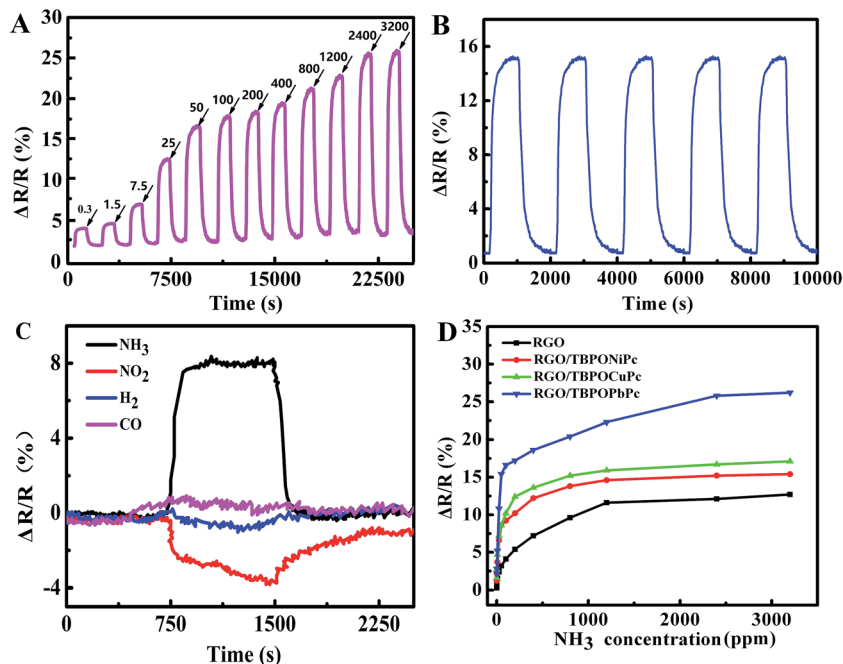 A
ΔR/R (%)
30
25
20
15
10
5
0
0.3
1.5
7.5
25
50
100
200
400
800
1200
2400
3200
7500
15000
22500
Time (s)
B
ΔR/R (%)
16
12
8
4
0
0
2000
4000
6000
8000
10000
Time (s)
C
NH3
NO2
H2
CO
ΔR/R (%)
8
4
0
-4
0
750
1500
2250
Time (s)
D
RGO
RGO/TBPONiPc
RGO/TBPOCuPc
RGO/TBPOPbPc
ΔR/R (%)
35
30
25
20
15
10
5
0
0
1000
2000
3000
NH3 concentration(ppm)